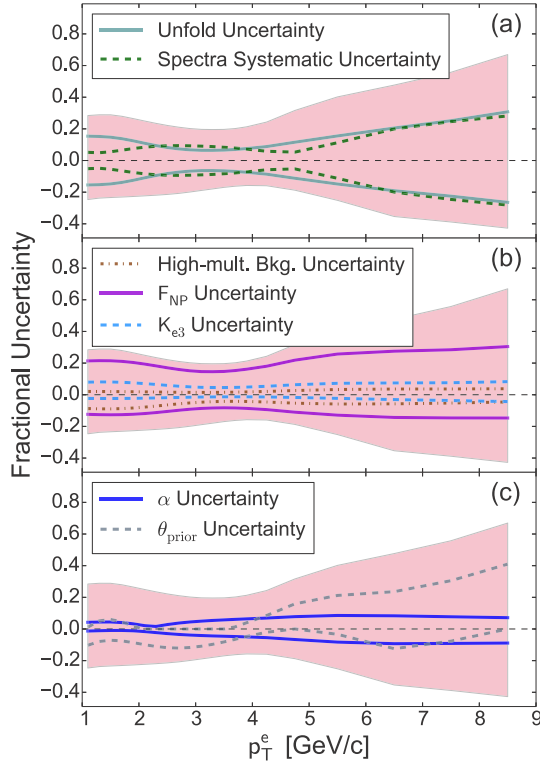 (a)
Unfold Uncertainty
Spectra Systematic Uncertainty
0.8
0.6
0.4
0.2
0.0
−0.2
−0.4
(b)
High-mult. Bkg. Uncertainty
F_NP Uncertainty
K_e3 Uncertainty
0.8
0.6
0.4
0.2
0.0
−0.2
−0.4
(c)
α Uncertainty
θ_prior Uncertainty
0.8
0.6
0.4
0.2
0.0
−0.2
−0.4
1 2 3 4 5 6 7 8 9
p_T^e [GeV/c]
Fractional Uncertainty